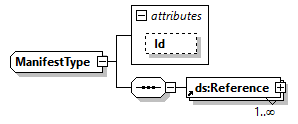 attributes
Id
ManifestType
ds:Reference
1..∞